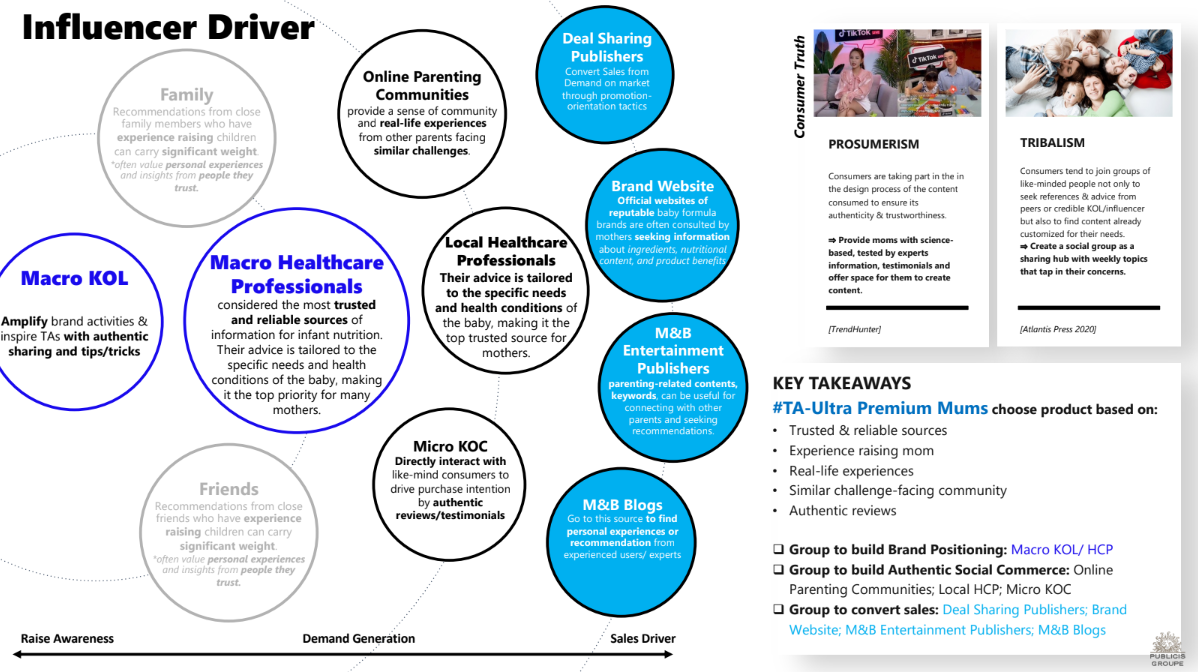 Influencer Driver
Family
Recommendations from close
family members who have
experience raising children
can carry significant weight.
*often value personal experiences
and insights from people they
trust.
Macro KOL
Amplify brand activities &
inspire TAs with authentic
sharing and tips/tricks
Macro Healthcare
Professionals
considered the most trusted
and reliable sources of
information for infant nutrition.
Their advice is tailored to the
specific needs and health
conditions of the baby, making
it the top priority for many
mothers.
Friends
Recommendations from close
friends who have experience
raising children can carry
significant weight.
*often value personal experiences
and insights from people they
trust.
Online Parenting
Communities
provide a sense of community
and real-life experiences
from other parents facing
similar challenges.
Local Healthcare
Professionals
Their advice is tailored
to the specific needs
and health conditions of
the baby, making it the
top trusted source for
mothers.
Micro KOC
Directly interact with
like-mind consumers to
drive purchase intention
by authentic
reviews/testimonials
Deal Sharing
Publishers
Convert Sales from
Demand on market
through promotion-
orientation tactics
Brand Website
Official websites of
reputable baby formula
brands are often consulted by
mothers seeking information
about ingredients, nutritional
content, and product benefits
M&B
Entertainment
Publishers
parenting-related contents,
keywords, can be useful for
connecting with other
parents and seeking
recommendations.
M&B Blogs
Go to this source to find
personal experiences or
recommendation from
experienced users/ experts
Raise Awareness
Demand Generation
Sales Driver
Consumer Truth
TikTok
TikTok
PROSUMERISM
Consumers are taking part in the in
the design process of the content
consumed to ensure its
authenticity & trustworthiness.
⇒ Provide moms with science-
based, tested by experts
information, testimonials and
offer space for them to create
content.
[TrendHunter]
TRIBALISM
Consumers tend to join groups of
like-minded people not only to
seek references & advice from
peers or credible KOL/influencer
but also to find content already
customized for their needs.
⇒ Create a social group as a
sharing hub with weekly topics
that tap in their concerns.
[Atlantis Press 2020]
KEY TAKEAWAYS
#TA-Ultra Premium Mums choose product based on:
• Trusted & reliable sources
• Experience raising mom
• Real-life experiences
• Similar challenge-facing community
• Authentic reviews
❑ Group to build Brand Positioning: Macro KOL/ HCP
❑ Group to build Authentic Social Commerce: Online
Parenting Communities; Local HCP; Micro KOC
❑ Group to convert sales: Deal Sharing Publishers; Brand
Website; M&B Entertainment Publishers; M&B Blogs
PUBLICIS
GROUPE